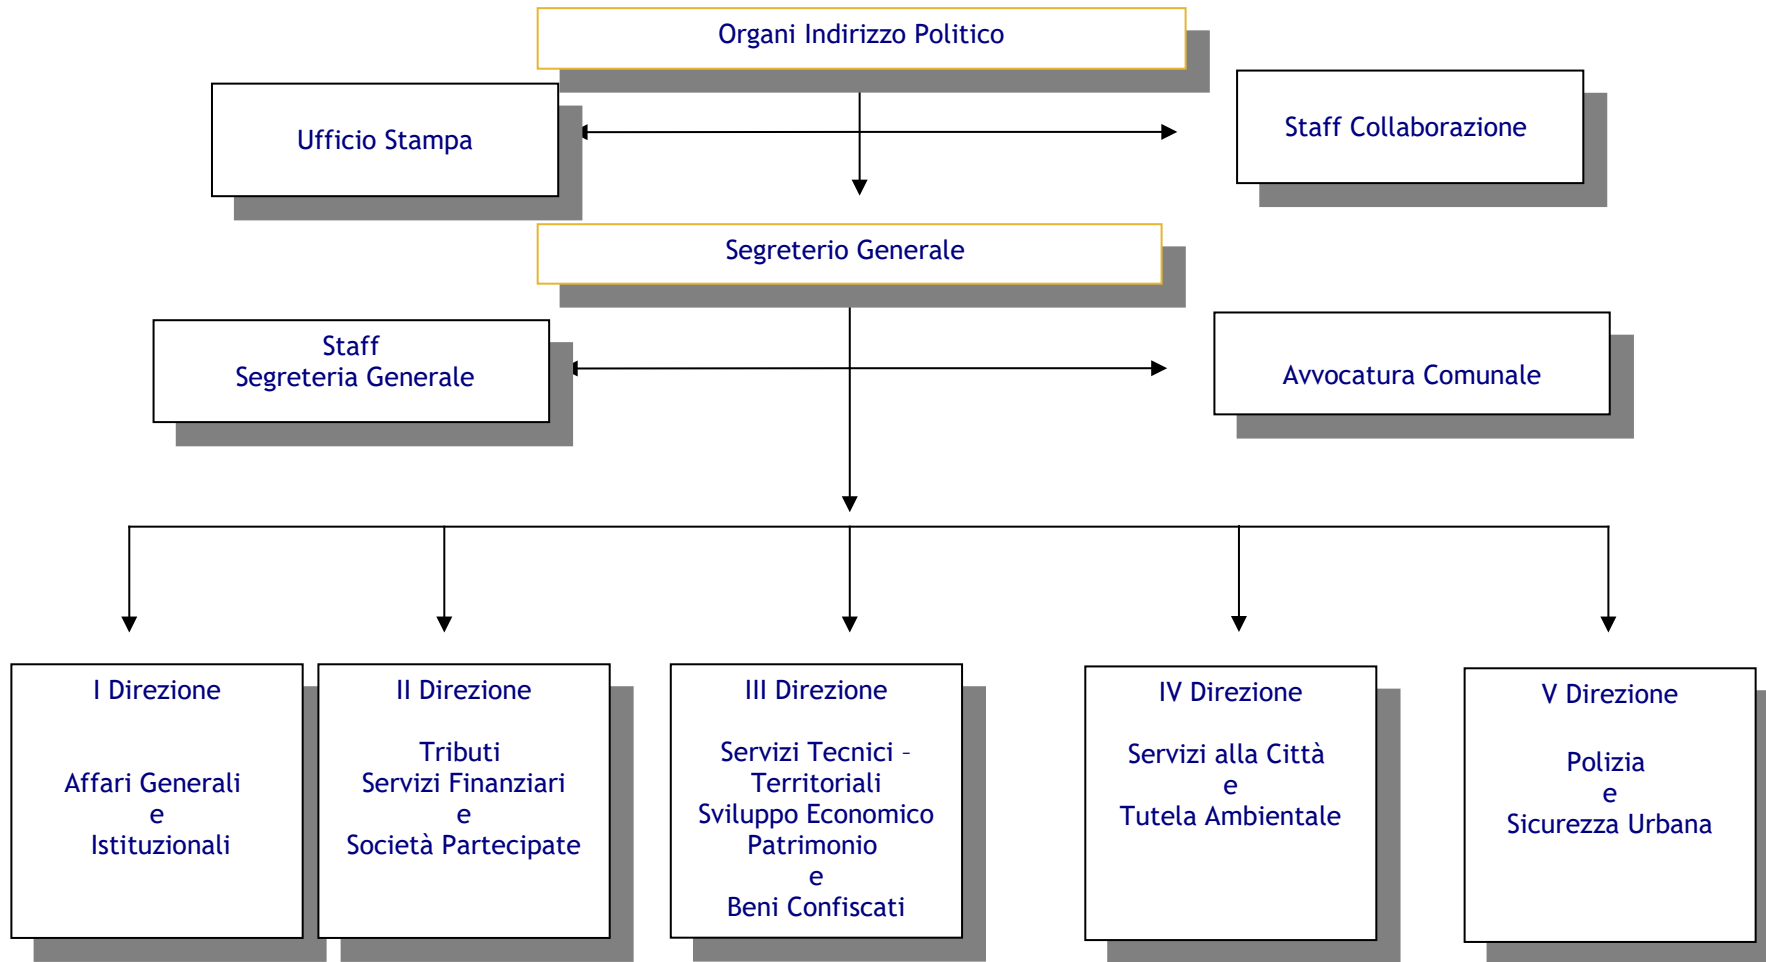 Organi Indirizzo Politico
Ufficio Stampa
Staff Collaborazione
Segreterio Generale
Staff
Segreteria Generale
Avvocatura Comunale
I Direzione
Affari Generali
e
Istituzionali
II Direzione
Tributi
Servizi Finanziari
e
Società Partecipate
III Direzione
Servizi Tecnici –
Territoriali
Sviluppo Economico
Patrimonio
e
Beni Confiscati
IV Direzione
Servizi alla Città
e
Tutela Ambientale
V Direzione
Polizia
e
Sicurezza Urbana